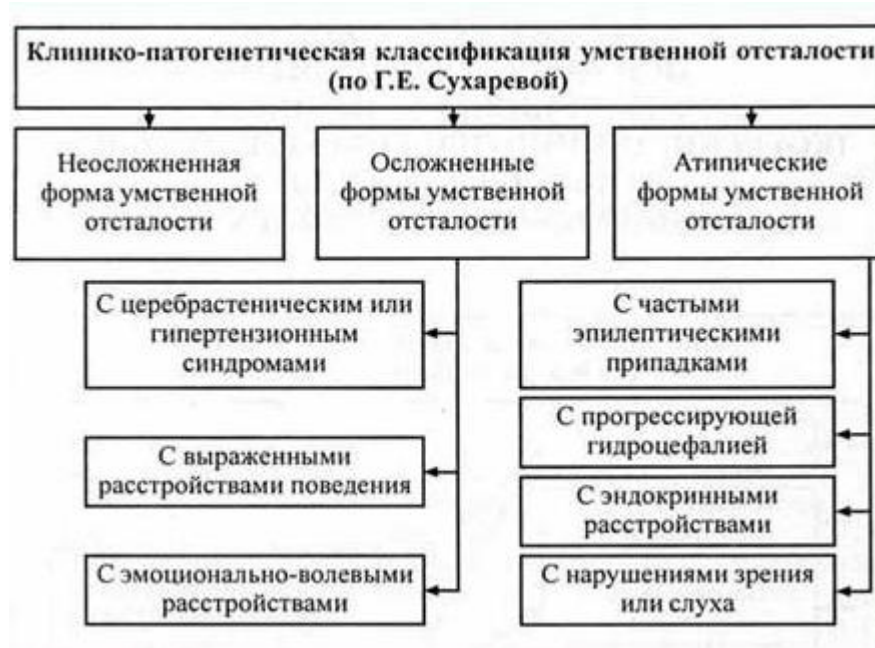 Клинико-патогенетическая классификация умственной отсталости
(по Г.Е. Сухаревой)
Неосложненная
форма умственной
отсталости
Осложненные
формы умственной
отсталости
Атипические
формы умственной
отсталости
С церебрастеническим или
гипертензионным
синдромами
С выраженными
расстройствами поведения
С эмоционально-волевыми
расстройствами
С частыми
эпилептическими
припадками
С прогрессирующей
гидроцефалией
С эндокринными
расстройствами
С нарушениями зрения
или слуха